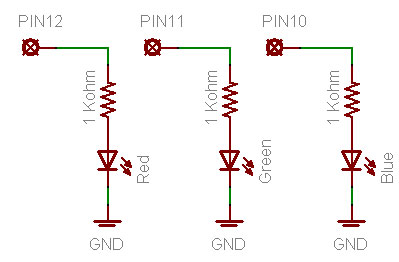 PIN12
PIN11
PIN10
1 Kohm
1 Kohm
1 Kohm
Red
Green
Blue
GND
GND
GND